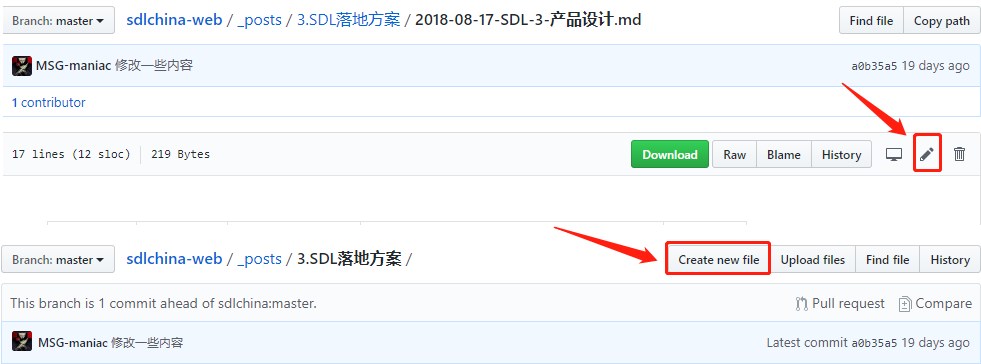 Branch: master sdlchina-web / _posts / 3.SDL落地方案 / 2018-08-17-SDL-3-产品设计.md Find file Copy path
MSG-maniac 修改一些内容 a0b35a5 19 days ago
1 contributor
17 lines (12 sloc) 219 Bytes Download Raw Blame History
Branch: master sdlchina-web / _posts / 3.SDL落地方案 / Create new file Upload files Find file History
This branch is 1 commit ahead of sdlchina:master. Pull request Compare
MSG-maniac 修改一些内容 Latest commit a0b35a5 19 days ago